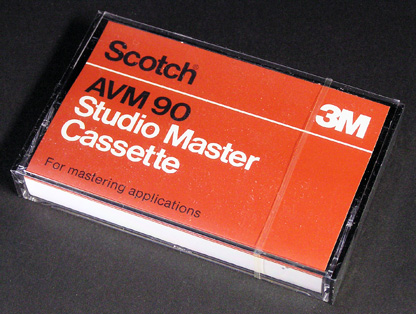 Scotch®
3M
AVM 90
Studio Master
Cassette
For mastering applications